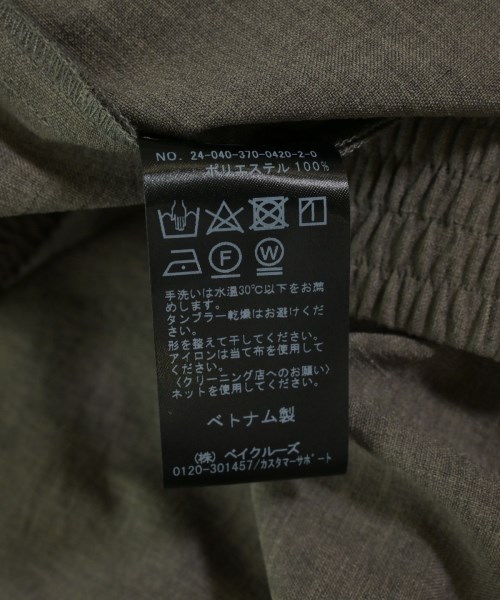 NO. 24-040-370-0420-2-0
ポリエステル 100%
F W
手洗いは水温30℃以下をお薦
めします。
タンブラー乾燥はお避けくだ
さい。
形を整えて干してください。
アイロンは当て布を使用して
ください。
〈クリーニング店へのお願い〉
ネットを使用してください。
ベトナム製
(株) ベイクルーズ
0120-301457/カスタマーサポート